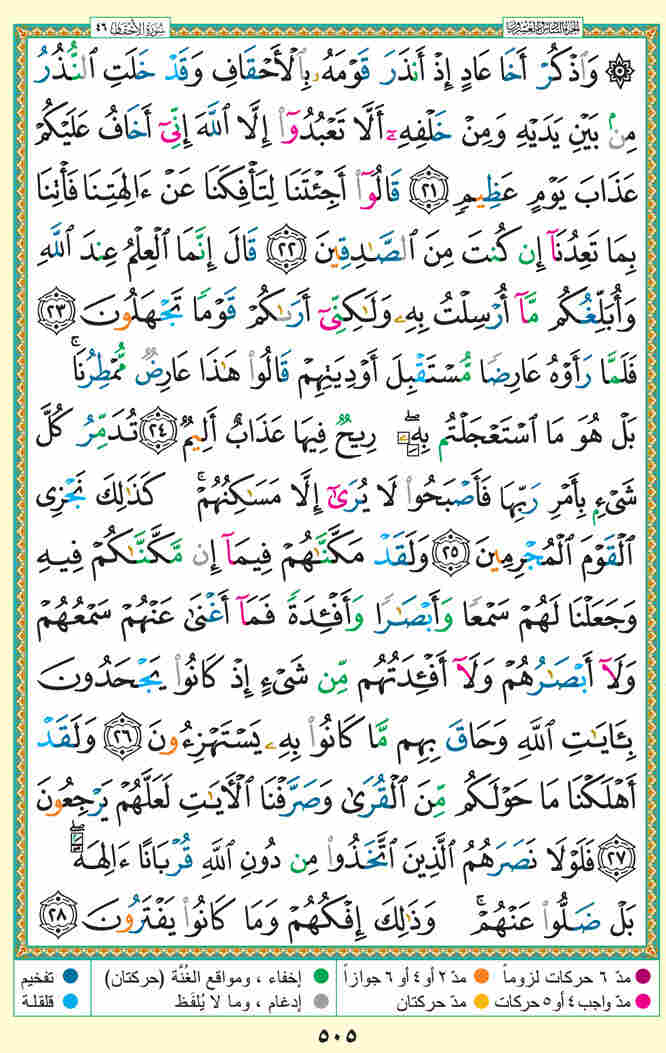 سُورَةُ الأَحْقَافِ ٤٦
الجزء السادس والعشرون
۞ وَٱذْكُرْ أَخَا عَادٍ إِذْ أَنذَرَ قَوْمَهُۥ بِٱلْأَحْقَافِ وَقَدْ خَلَتِ ٱلنُّذُرُ
مِنۢ بَيْنِ يَدَيْهِ وَمِنْ خَلْفِهِۦٓ أَلَّا تَعْبُدُوٓا۟ إِلَّا ٱللَّهَ إِنِّىٓ أَخَافُ عَلَيْكُمْ
عَذَابَ يَوْمٍ عَظِيمٍۢ ٢١ قَالُوٓا۟ أَجِئْتَنَا لِتَأْفِكَنَا عَنْ ءَالِهَتِنَا فَأْتِنَا
بِمَا تَعِدُنَآ إِن كُنتَ مِنَ ٱلصَّٰدِقِينَ ٢٢ قَالَ إِنَّمَا ٱلْعِلْمُ عِندَ ٱللَّهِ
وَأُبَلِّغُكُم مَّآ أُرْسِلْتُ بِهِۦ وَلَٰكِنِّىٓ أَرَىٰكُمْ قَوْمًا تَجْهَلُونَ ٢٣
فَلَمَّا رَأَوْهُ عَارِضًا مُّسْتَقْبِلَ أَوْدِيَتِهِمْ قَالُوا۟ هَٰذَا عَارِضٌ مُّمْطِرُنَا ۚ
بَلْ هُوَ مَا ٱسْتَعْجَلْتُم بِهِۦ ۖ رِيحٌ فِيهَا عَذَابٌ أَلِيمٌ ٢٤ تُدَمِّرُ كُلَّ
شَىْءٍۭ بِأَمْرِ رَبِّهَا فَأَصْبَحُوا۟ لَا يُرَىٰٓ إِلَّا مَسَٰكِنُهُمْ ۚ كَذَٰلِكَ نَجْزِى
ٱلْقَوْمَ ٱلْمُجْرِمِينَ ٢٥ وَلَقَدْ مَكَّنَّٰهُمْ فِيمَآ إِن مَّكَّنَّٰكُمْ فِيهِ
وَجَعَلْنَا لَهُمْ سَمْعًا وَأَبْصَٰرًا وَأَفْـِٔدَةً فَمَآ أَغْنَىٰ عَنْهُمْ سَمْعُهُمْ
وَلَآ أَبْصَٰرُهُمْ وَلَآ أَفْـِٔدَتُهُم مِّن شَىْءٍ إِذْ كَانُوا۟ يَجْحَدُونَ
بِـَٔايَٰتِ ٱللَّهِ وَحَاقَ بِهِم مَّا كَانُوا۟ بِهِۦ يَسْتَهْزِءُونَ ٢٦ وَلَقَدْ
أَهْلَكْنَا مَا حَوْلَكُم مِّنَ ٱلْقُرَىٰ وَصَرَّفْنَا ٱلْـَٔايَٰتِ لَعَلَّهُمْ يَرْجِعُونَ
٢٧ فَلَوْلَا نَصَرَهُمُ ٱلَّذِينَ ٱتَّخَذُوا۟ مِن دُونِ ٱللَّهِ قُرْبَانًا ءَالِهَةًۢ ۖ
بَلْ ضَلُّوا۟ عَنْهُمْ ۚ وَذَٰلِكَ إِفْكُهُمْ وَمَا كَانُوا۟ يَفْتَرُونَ ٢٨
مدّ ٦ حركات لزوماً مدّ ٢ أو ٤ أو ٦ جوازاً إخفاء ، ومواقع الغُنَّة (حركتان) تفخيم
مدّ واجب ٤ أو ٥ حركات مدّ حركتان إدغام ، وما لا يُلفَظ قلقلة
٥٠٥